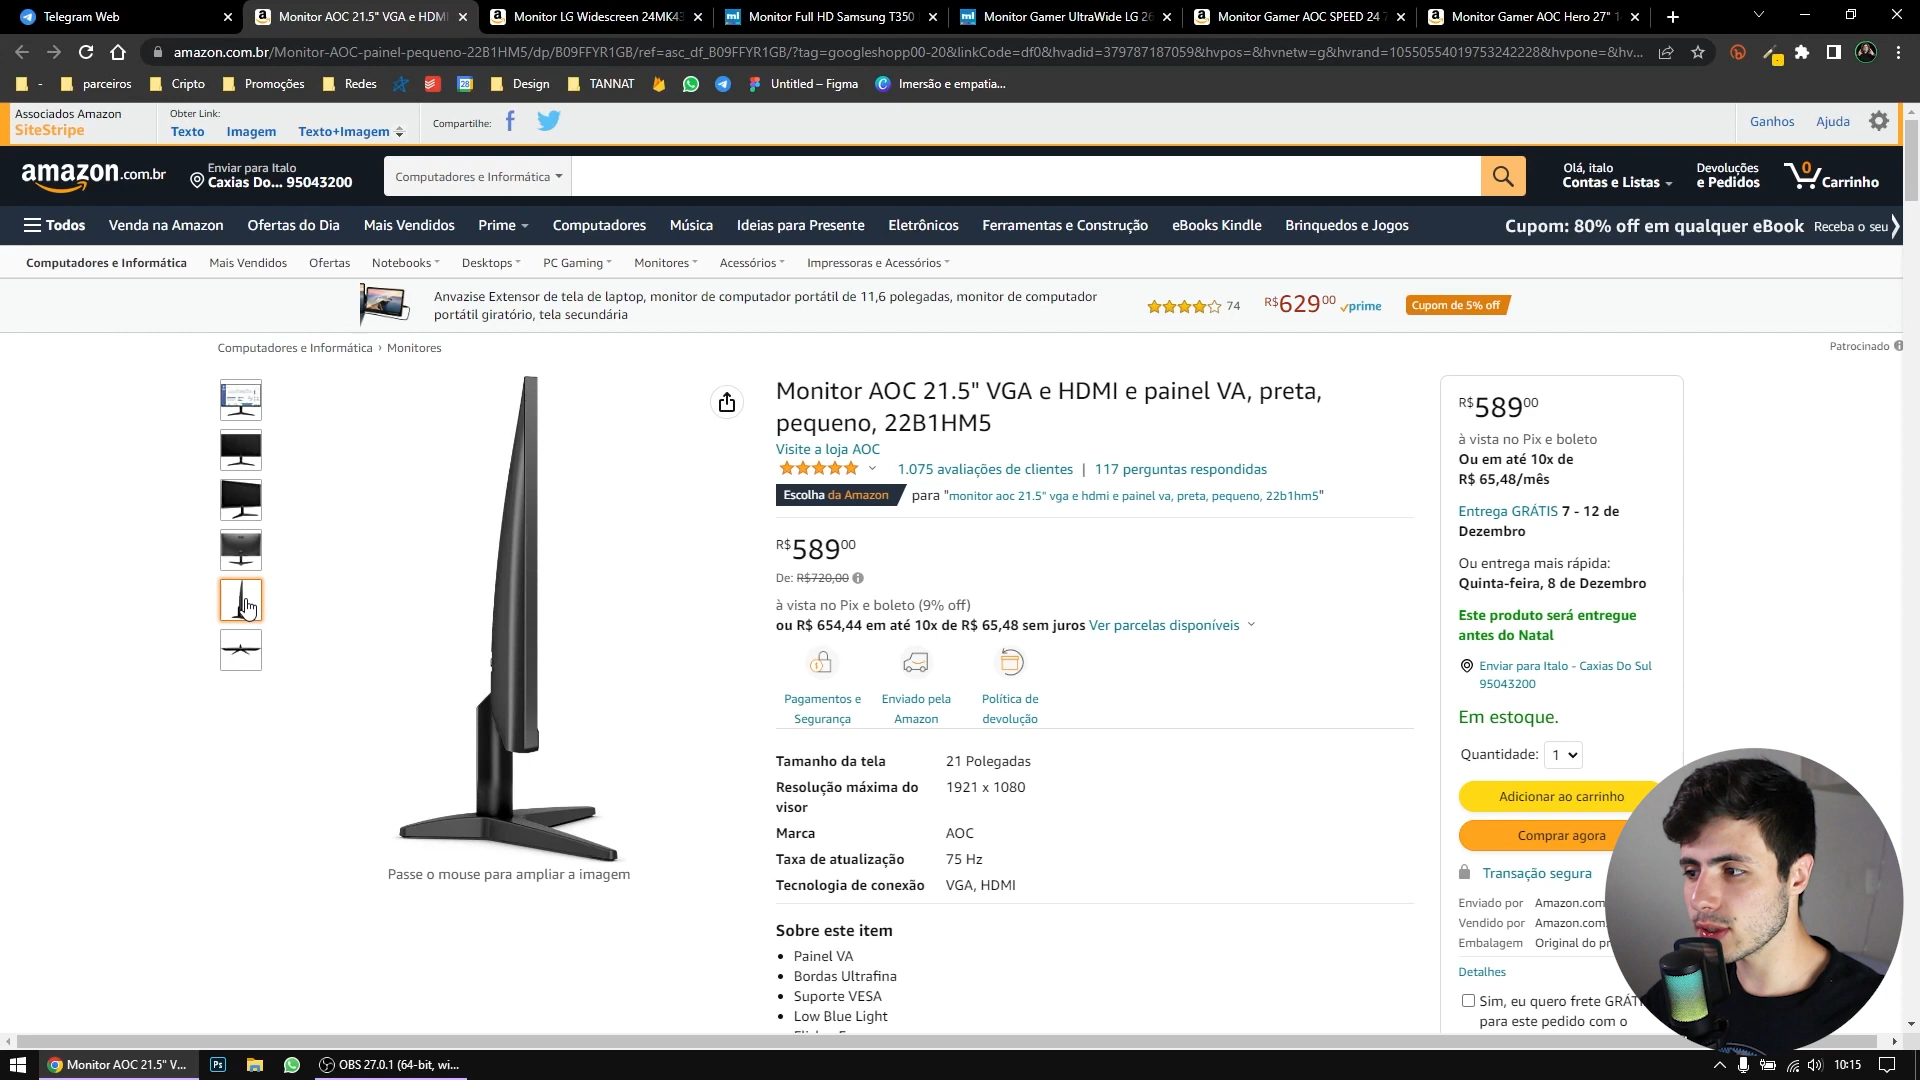 Telegram Web
Monitor AOC 21.5" VGA e HDMI
Monitor LG Widescreen 24MK43
Monitor Full HD Samsung T350
Monitor Gamer UltraWide LG 26
Monitor Gamer AOC SPEED 24
Monitor Gamer AOC Hero 27"
amazon.com.br/Monitor-AOC-painel-pequeno-22B1HM5/dp/B09FFYR1GB/ref=asc_df_B09FFYR1GB/?tag=googleshopp00-20&linkCode=df0&hvadid=379787187059&hvpos=&hvnetw=g&hvrand=10550554019753242228&hvpone=&hv...
-
parceiros
Cripto
Promoções
Redes
28
Design
TANNAT
Untitled – Figma
Imersão e empatia...
Associados Amazon
SiteStripe
Obter Link:
Texto Imagem Texto+Imagem
Compartilhe:
Ganhos Ajuda
amazon.com.br
Enviar para Italo
Caxias Do... 95043200
Computadores e Informática
Olá, italo
Contas e Listas
Devoluções
e Pedidos
0
Carrinho
Todos Venda na Amazon Ofertas do Dia Mais Vendidos Prime Computadores Música Ideias para Presente Eletrônicos Ferramentas e Construção eBooks Kindle Brinquedos e Jogos
Cupom: 80% off em qualquer eBook Receba o seu
Computadores e Informática Mais Vendidos Ofertas Notebooks Desktops PC Gaming Monitores Acessórios Impressoras e Acessórios
Anvazise Extensor de tela de laptop, monitor de computador portátil de 11,6 polegadas, monitor de computador
portátil giratório, tela secundária
74
R$62900 prime
Cupom de 5% off
Computadores e Informática › Monitores
Patrocinado
Monitor AOC 21.5" VGA e HDMI e painel VA, preta,
pequeno, 22B1HM5
Visite a loja AOC
1.075 avaliações de clientes | 117 perguntas respondidas
Escolha da Amazon para "monitor aoc 21.5" vga e hdmi e painel va, preta, pequeno, 22b1hm5"
R$58900
De: R$720,00
à vista no Pix e boleto (9% off)
ou R$ 654,44 em até 10x de R$ 65,48 sem juros Ver parcelas disponíveis
Pagamentos e
Segurança
Enviado pela
Amazon
Política de
devolução
Tamanho da tela 21 Polegadas
Resolução máxima do
visor
1921 x 1080
Marca AOC
Taxa de atualização 75 Hz
Tecnologia de conexão VGA, HDMI
Sobre este item
• Painel VA
• Bordas Ultrafina
• Suporte VESA
• Low Blue Light
Passe o mouse para ampliar a imagem
R$58900
à vista no Pix e boleto
Ou em até 10x de
R$ 65,48/mês
Entrega GRÁTIS 7 - 12 de
Dezembro
Ou entrega mais rápida:
Quinta-feira, 8 de Dezembro
Este produto será entregue
antes do Natal
Enviar para Italo - Caxias Do Sul
95043200
Em estoque.
Quantidade: 1
Adicionar ao carrinho
Comprar agora
Transação segura
Enviado por Amazon.com
Vendido por Amazon.com
Embalagem Original do pr
Detalhes
Sim, eu quero frete GRÁT
para este pedido com o
Monitor AOC 21.5" V...
Ps
OBS 27.0.1 (64-bit, wi...
10:15